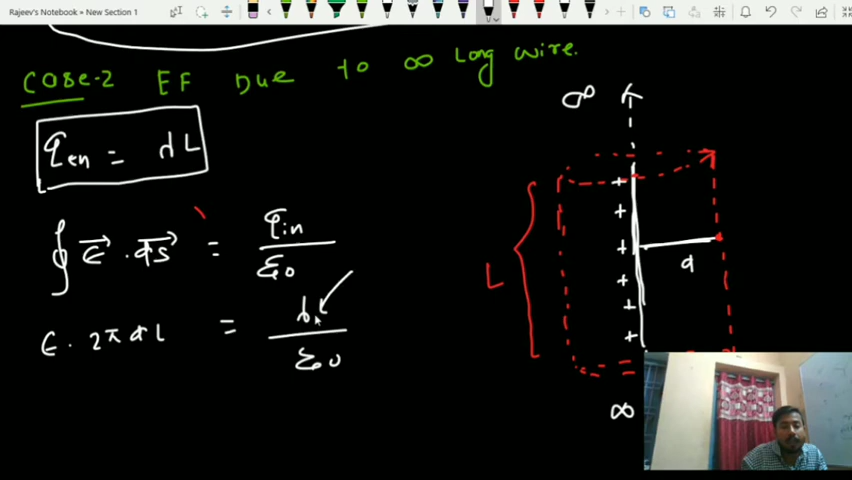 Rajeev's Notebook » New Section 1
CASE-2 EF Due to ∞ Long wire.
∞
q_en = λL
∮ E⃗ . ds⃗ = q_in / ε₀
L
a
E . 2πaL = λ / ε₀
∞